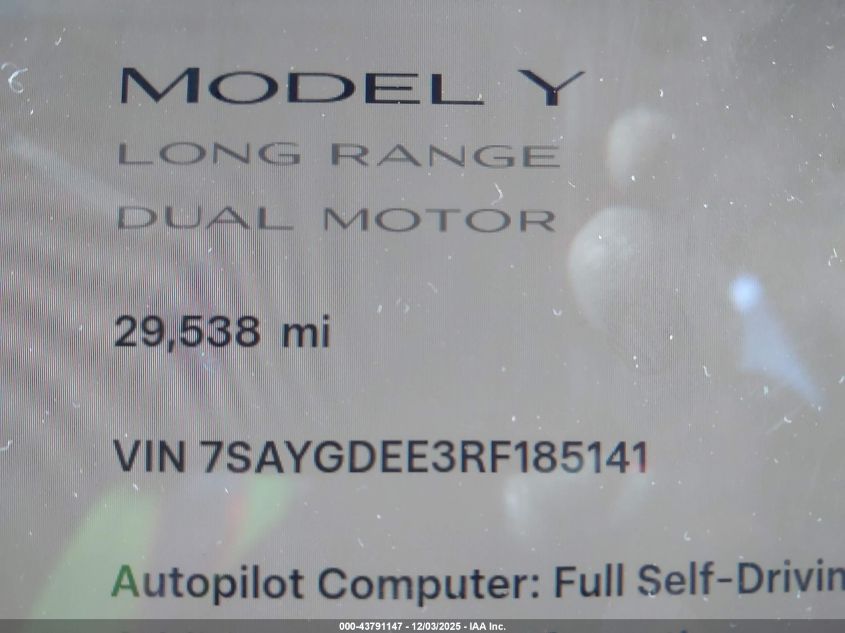 MODEL Y
LONG RANGE
DUAL MOTOR
29,538 mi
VIN 7SAYGDEE3RF185141
Autopilot Computer: Full Self-Drivin
000-43791147 - 12/03/2025 - IAA Inc.